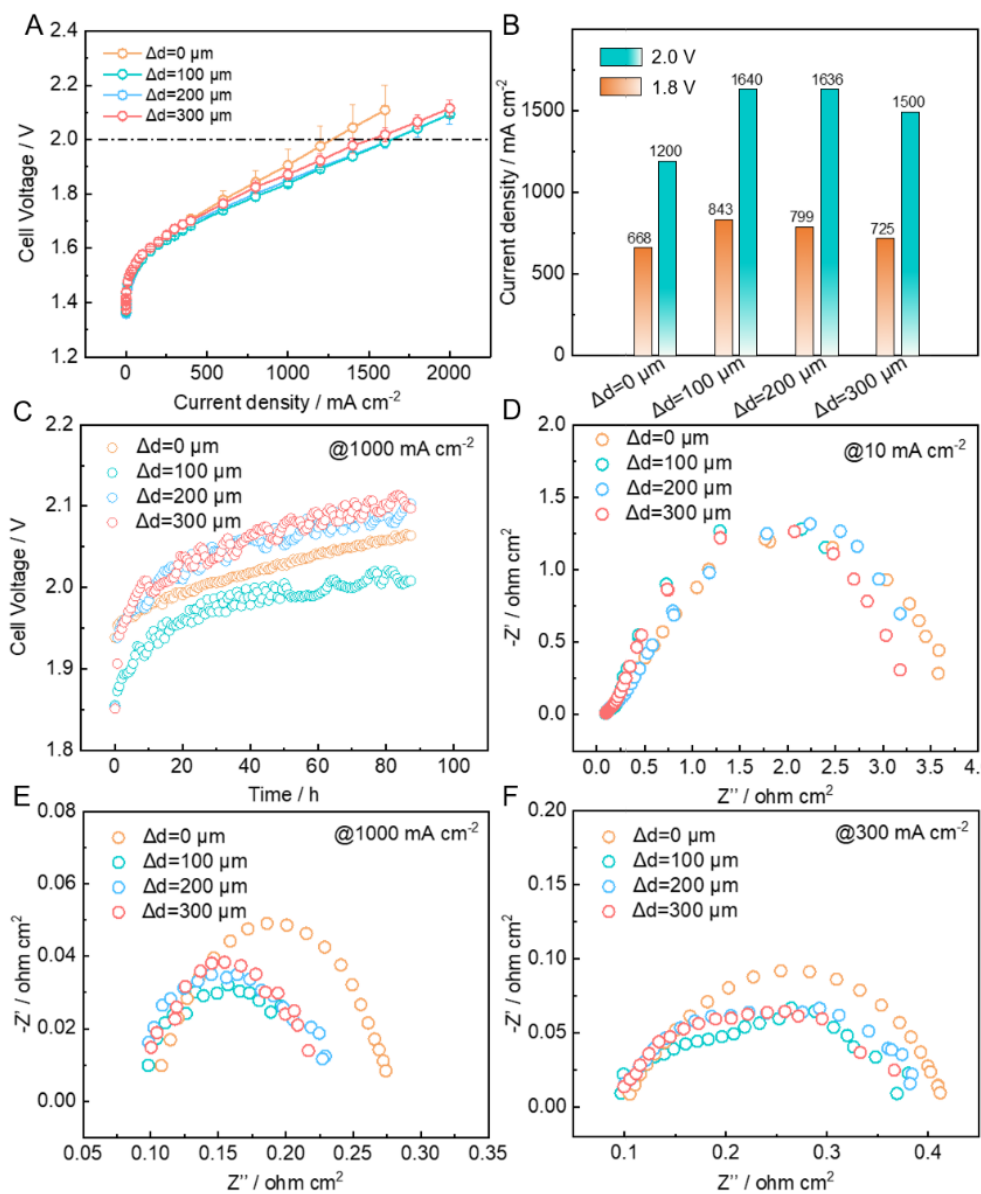 A
2.4
2.2
2.0
1.8
1.6
1.4
1.2
Cell Voltage / V
Δd=0 μm
Δd=100 μm
Δd=200 μm
Δd=300 μm
0
500
1000
1500
2000
Current density / mA cm-2
B
1500
1000
500
0
Current density / mA cm-2
2.0 V
1.8 V
668
1200
843
1640
799
1636
725
1500
Δd=0 μm
Δd=100 μm
Δd=200 μm
Δd=300 μm
C
2.2
2.1
2.0
1.9
1.8
Cell Voltage / V
Δd=0 μm
Δd=100 μm
Δd=200 μm
Δd=300 μm
@1000 mA cm-2
0
20
40
60
80
100
Time / h
D
2.0
1.5
1.0
0.5
0.0
-Z' / ohm cm2
Δd=0 μm
Δd=100 μm
Δd=200 μm
Δd=300 μm
@10 mA cm-2
0.0
0.5
1.0
1.5
2.0
2.5
3.0
3.5
4.
Z'' / ohm cm2
E
0.08
0.06
0.04
0.02
0.00
-Z' / ohm cm2
Δd=0 μm
Δd=100 μm
Δd=200 μm
Δd=300 μm
@1000 mA cm-2
0.05
0.10
0.15
0.20
0.25
0.30
0.35
Z'' / ohm cm2
F
0.20
0.15
0.10
0.05
0.00
-Z' / ohm cm2
Δd=0 μm
Δd=100 μm
Δd=200 μm
Δd=300 μm
@300 mA cm-2
0.1
0.2
0.3
0.4
Z'' / ohm cm2